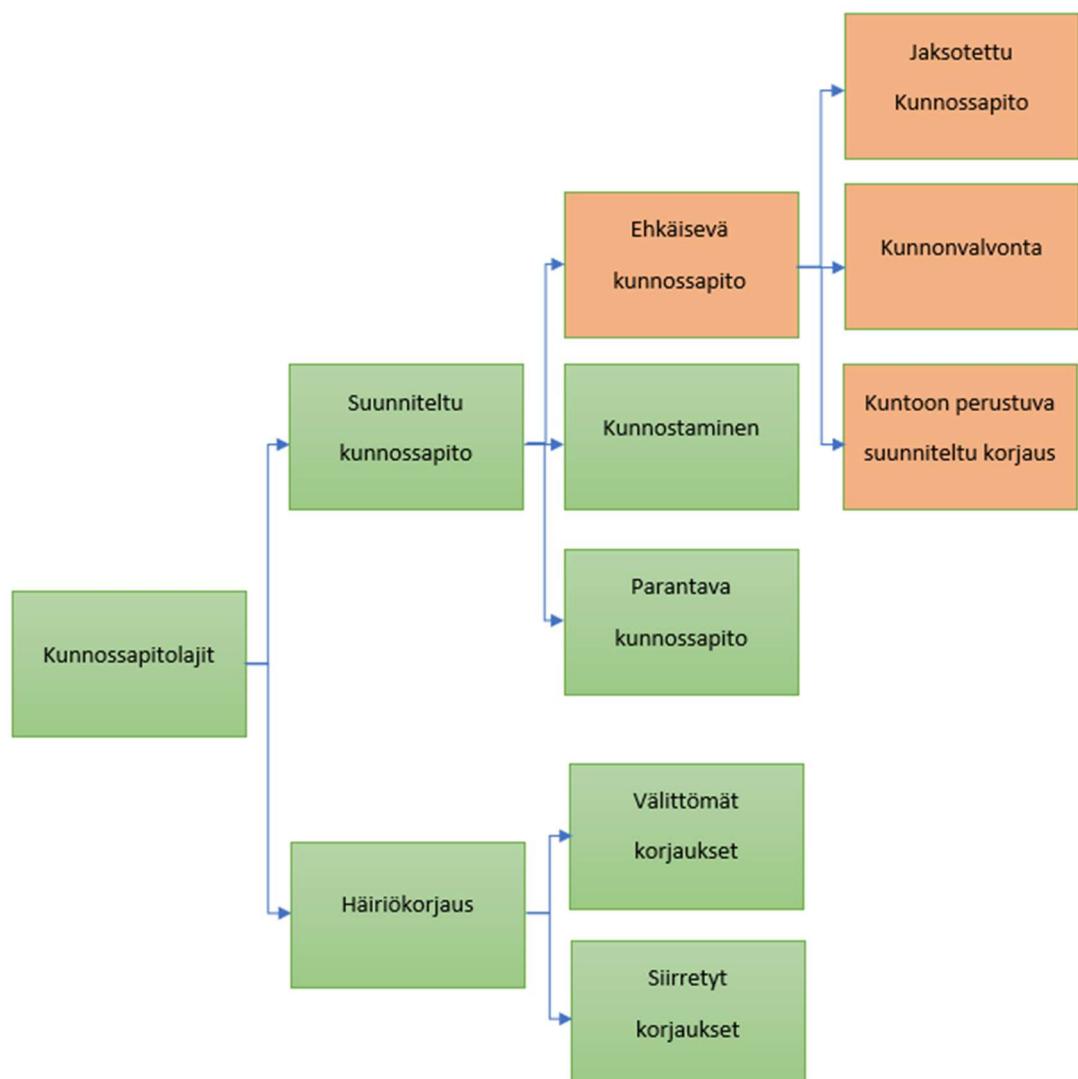 Jaksotettu
Kunnossapito
Ehkäisevä
kunnossapito
Kunnonvalvonta
Suunniteltu
kunnossapito
Kunnostaminen
Kuntoon perustuva
suunniteltu korjaus
Parantava
kunnossapito
Kunnossapitolajit
Välittömät
korjaukset
Häiriökorjaus
Siirretyt
korjaukset